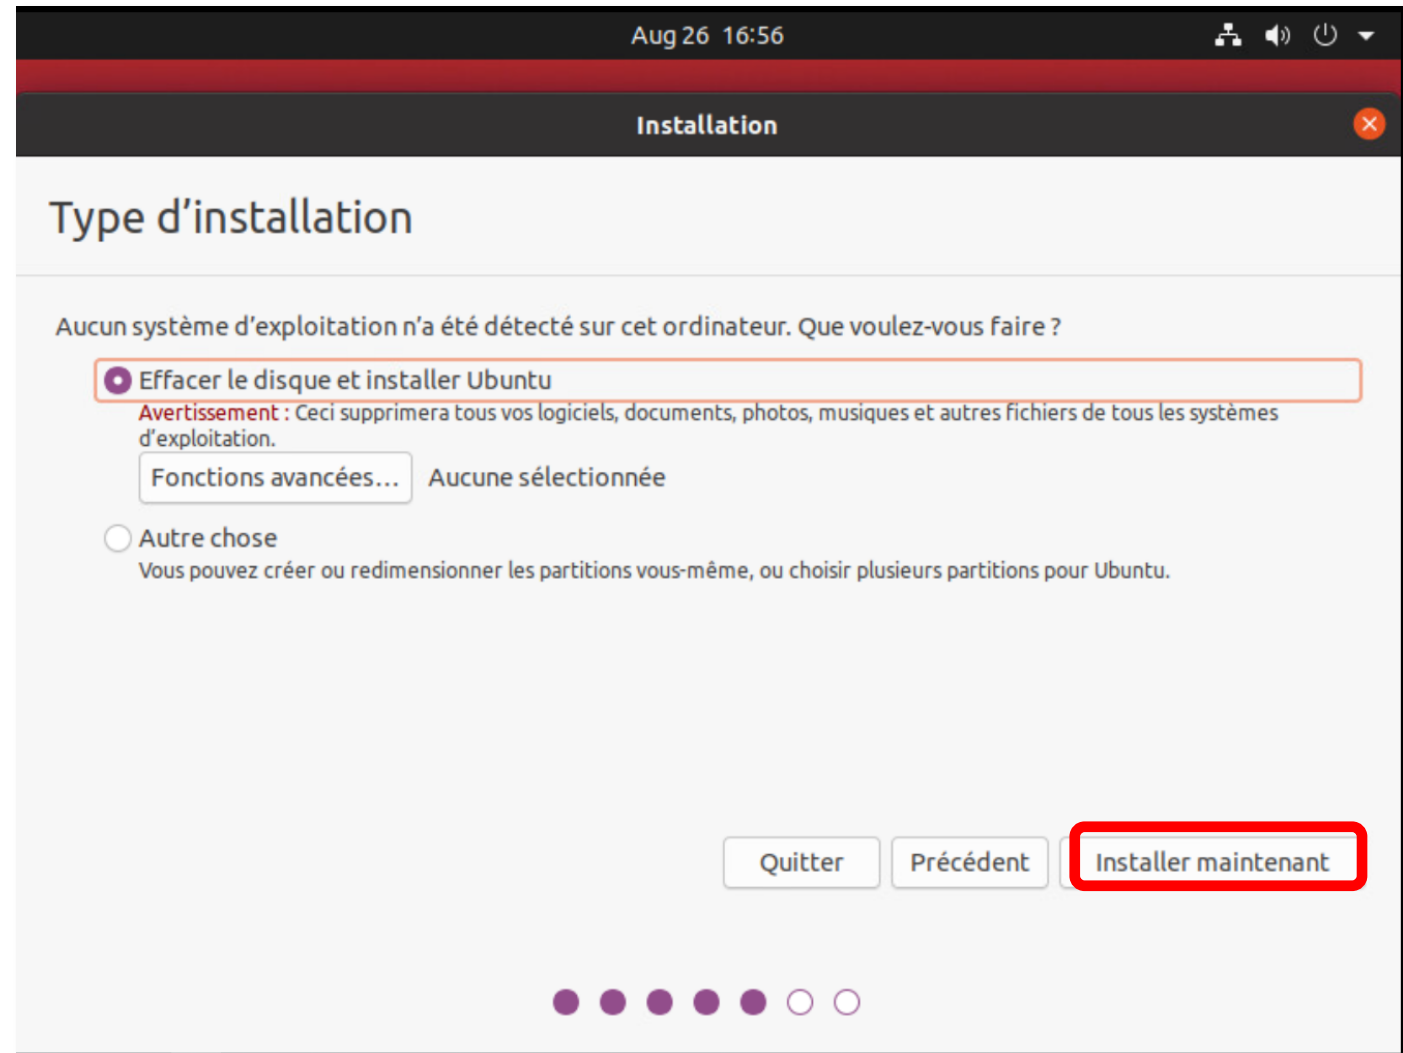 Aug 26 16:56
Installation
Type d’installation
Aucun système d’exploitation n’a été détecté sur cet ordinateur. Que voulez-vous faire ?
Effacer le disque et installer Ubuntu
Avertissement : Ceci supprimera tous vos logiciels, documents, photos, musiques et autres fichiers de tous les systèmes
d’exploitation.
Fonctions avancées… Aucune sélectionnée
Autre chose
Vous pouvez créer ou redimensionner les partitions vous-même, ou choisir plusieurs partitions pour Ubuntu.
Quitter Précédent Installer maintenant